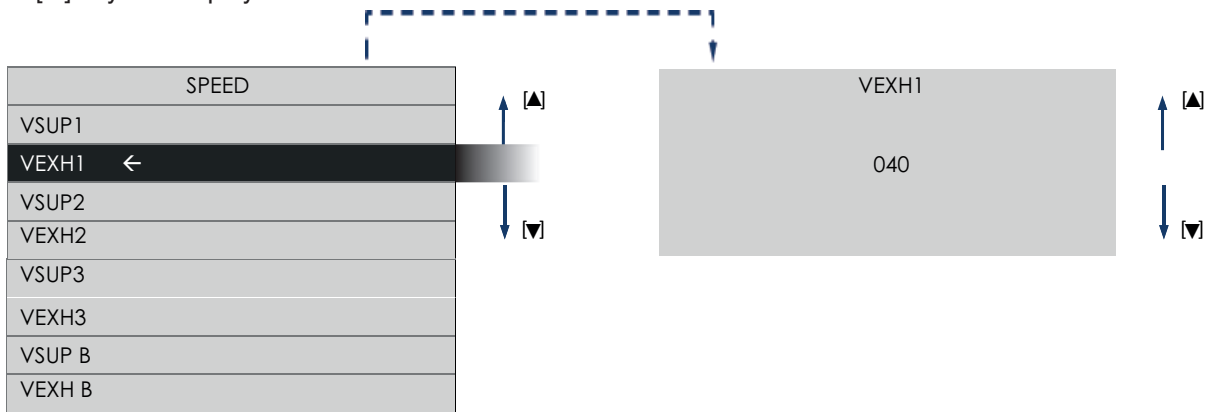 SPEED
VSUP1
VEXH1 ←
VSUP2
VEXH2
VSUP3
VEXH3
VSUP B
VEXH B
[▲]
[▼]
VEXH1
040
[▲]
[▼]